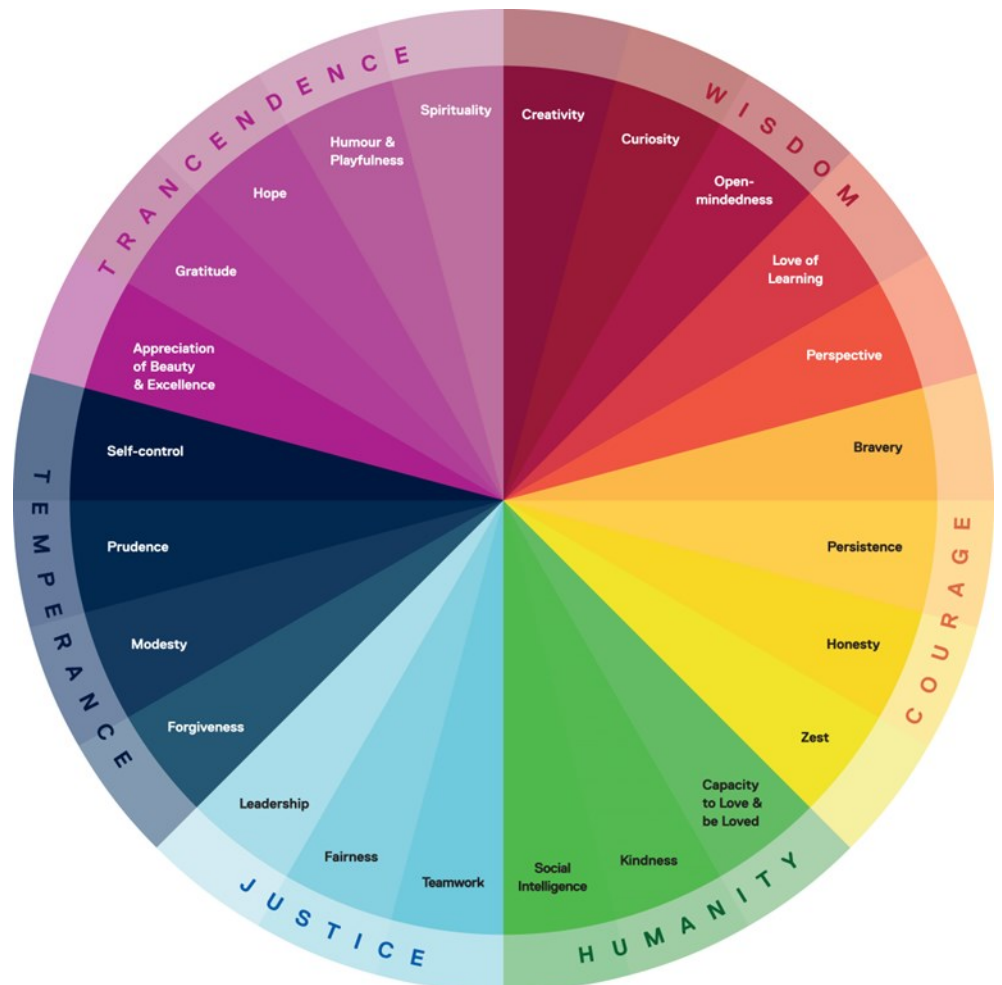 WISDOM
Creativity
Curiosity
Open-
mindedness
Love of
Learning
Perspective
COURAGE
Bravery
Persistence
Honesty
Zest
HUMANITY
Capacity
to Love &
be Loved
Kindness
Social
Intelligence
JUSTICE
Teamwork
Fairness
Leadership
TEMPERANCE
Forgiveness
Modesty
Prudence
Self-control
TRANCENDENCE
Appreciation
of Beauty
& Excellence
Gratitude
Hope
Humour &
Playfulness
Spirituality